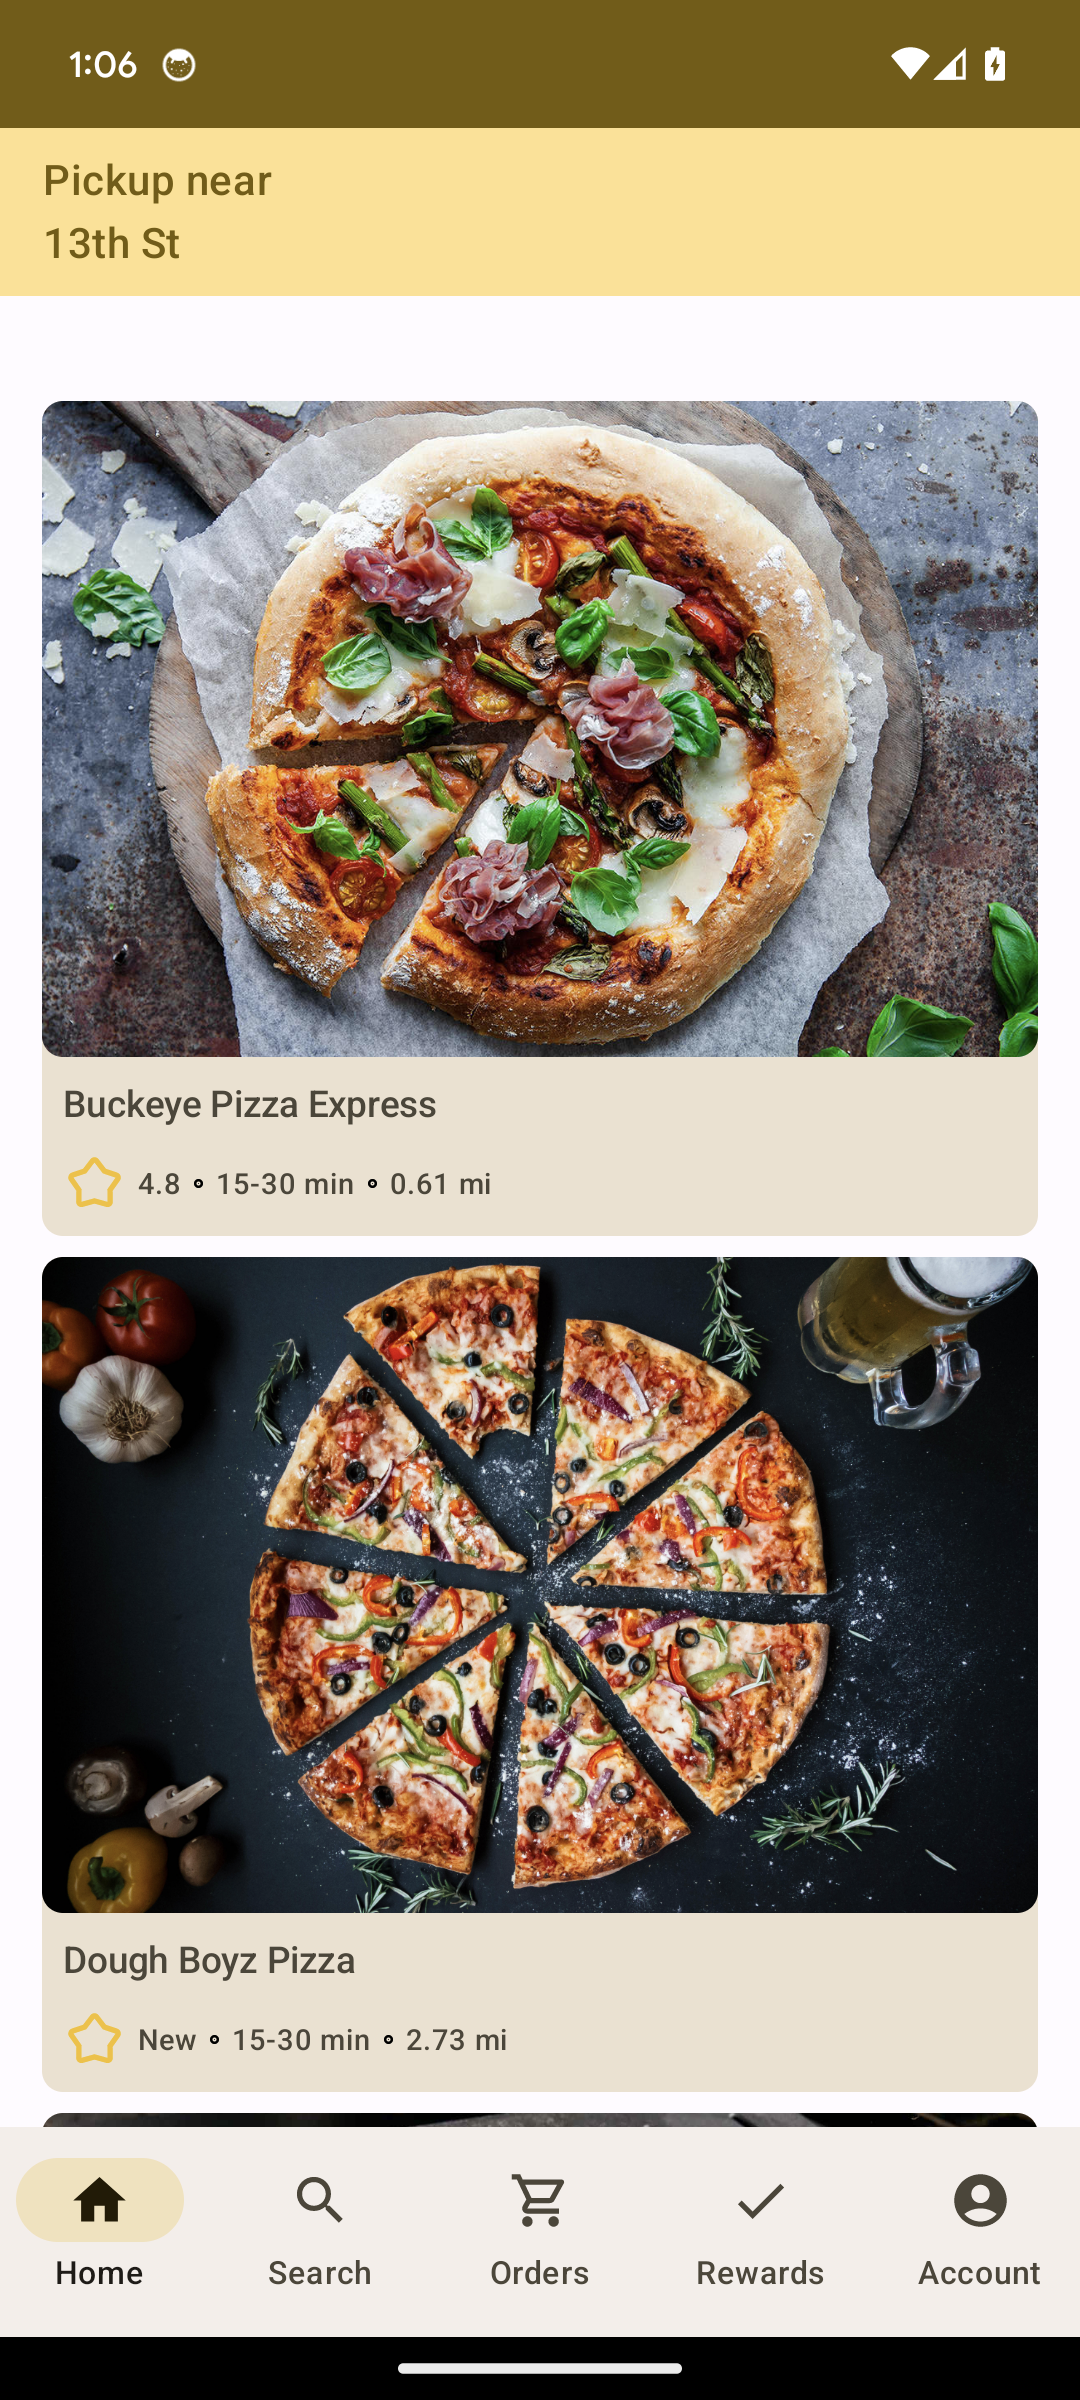 1:06
Pickup near
13th St
Buckeye Pizza Express
4.8 • 15-30 min • 0.61 mi
Dough Boyz Pizza
New • 15-30 min • 2.73 mi
Home Search Orders Rewards Account